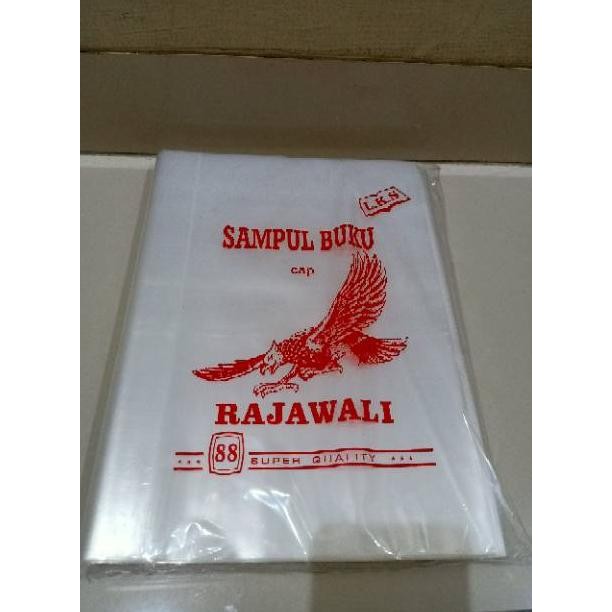 L.K.S
SAMPUL BUKU
cap
RAJAWALI
88
SUPER QUALITY